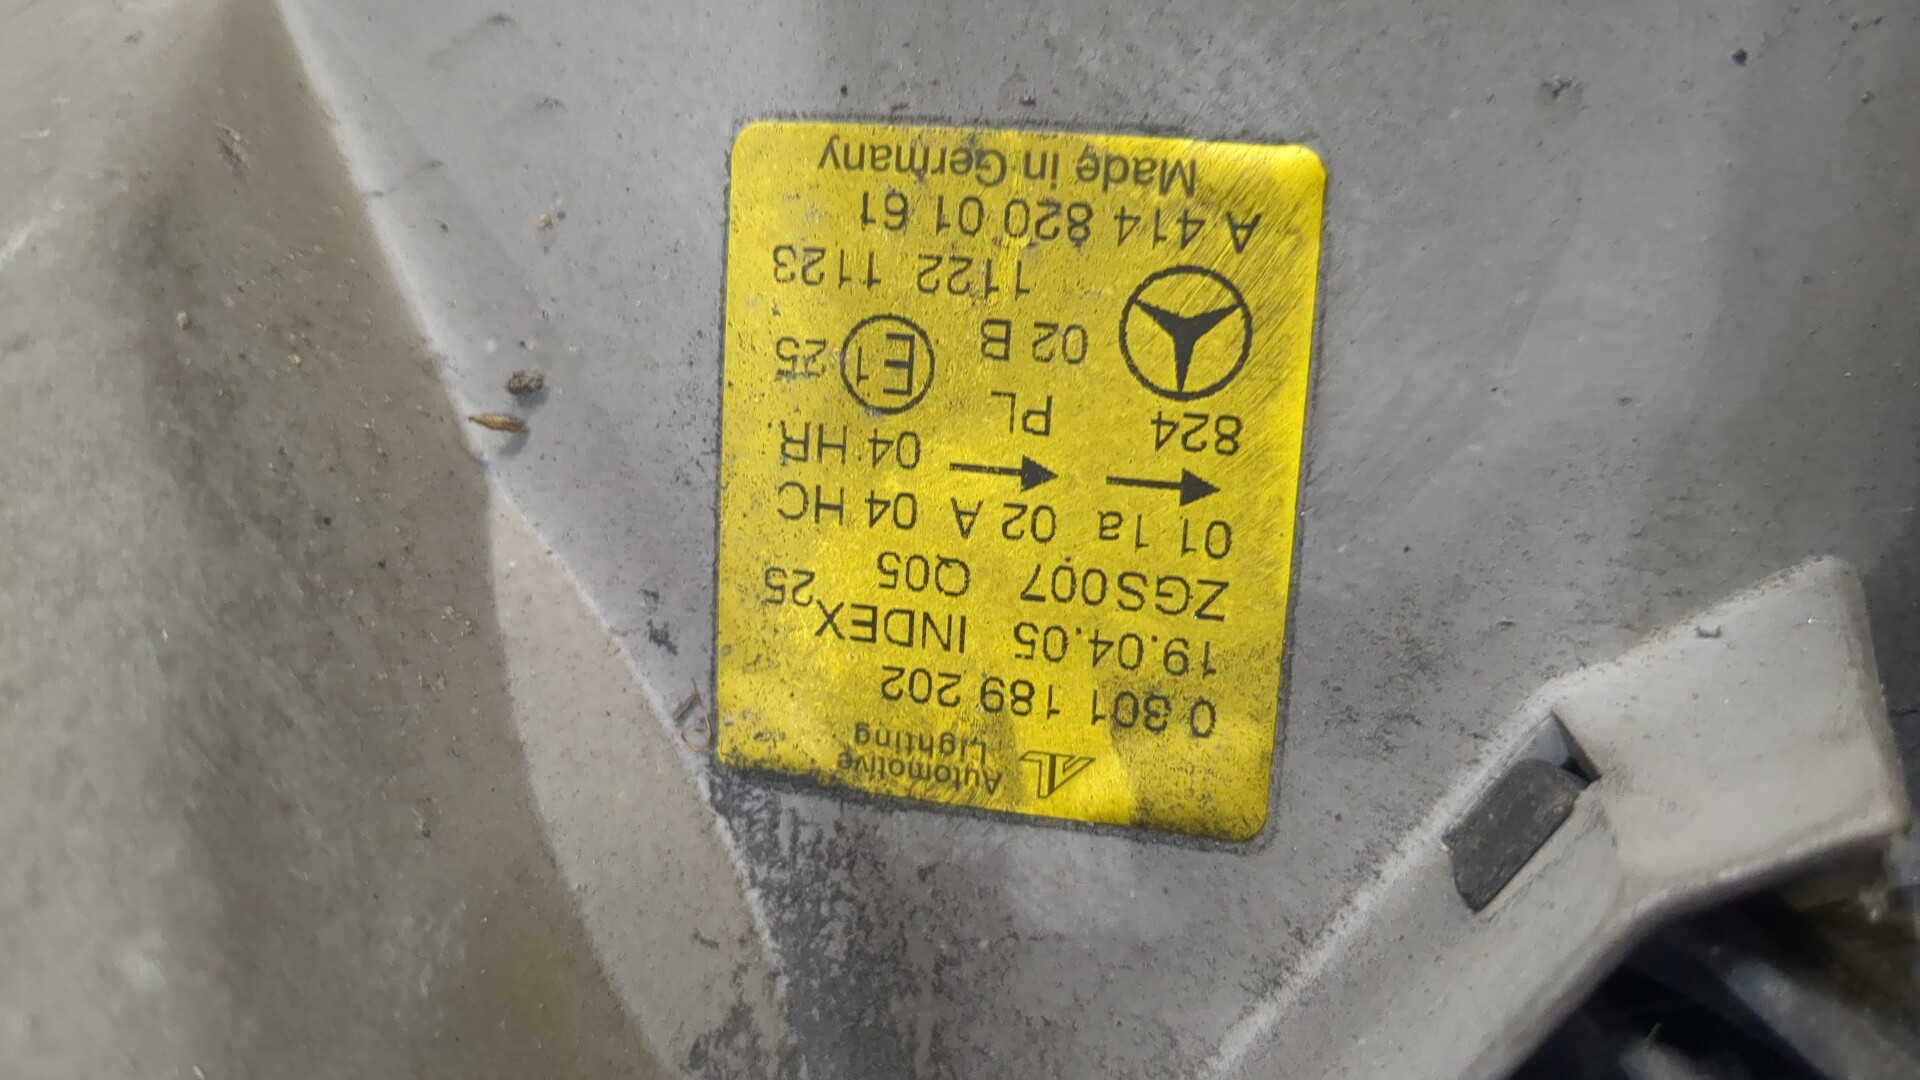 AL Automotive
Lighting
0 301 189 202
19.04.05 INDEX 25
ZGS007 Q05
01 1a 02 A 04 HC
04 HR
824 PL
02 B E1 25
1122 1123
A 414 820 01 61
Made in Germany